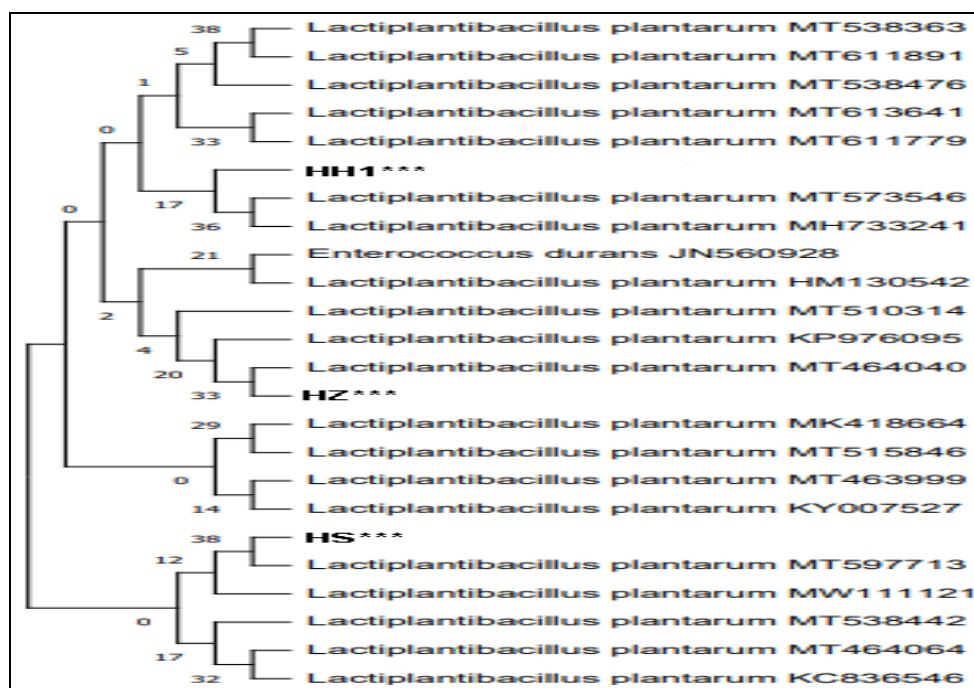 38
Lactiplantibacillus plantarum MT538363
5
Lactiplantibacillus plantarum MT611891
1
Lactiplantibacillus plantarum MT538476
Lactiplantibacillus plantarum MT613641
0
33
Lactiplantibacillus plantarum MT611779
HH1***
0
17
Lactiplantibacillus plantarum MT573546
36
Lactiplantibacillus plantarum MH733241
21
Enterococcus durans JN560928
Lactiplantibacillus plantarum HM130542
2
Lactiplantibacillus plantarum MT510314
4
Lactiplantibacillus plantarum KP976095
20
Lactiplantibacillus plantarum MT464040
33
HZ***
29
Lactiplantibacillus plantarum MK418664
Lactiplantibacillus plantarum MT515846
0
Lactiplantibacillus plantarum MT463999
14
Lactiplantibacillus plantarum KY007527
38
HS***
12
Lactiplantibacillus plantarum MT597713
Lactiplantibacillus plantarum MW111121
0
Lactiplantibacillus plantarum MT538442
17
Lactiplantibacillus plantarum MT464064
32
Lactiplantibacillus plantarum KC836546